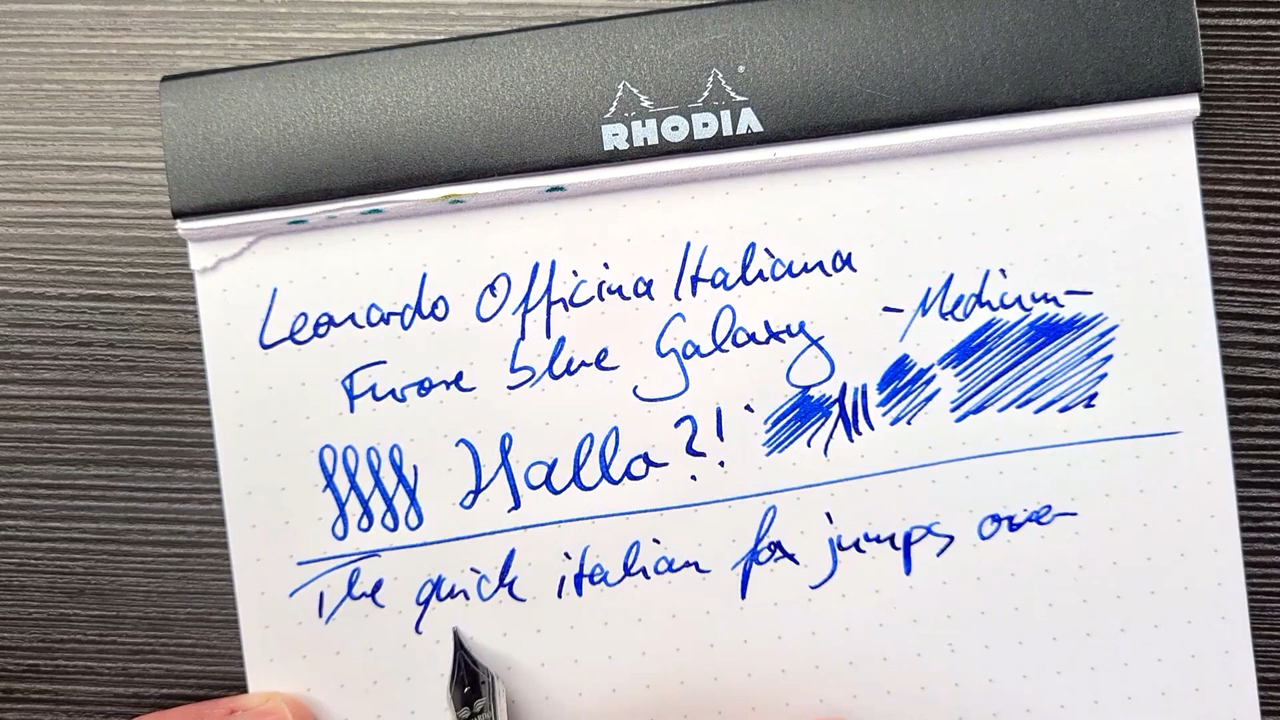 RHODIA
Leonardo Officina Italiana
Furore blue Galaxy
-Medium-
Hallo?!
The quick italian fox jumps over